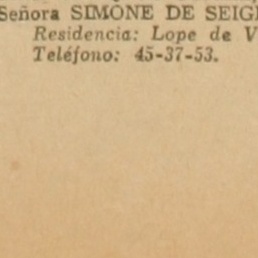 Señora SIMONE DE SEIG
Residencia: Lope de V
Teléfono: 45-37-53.